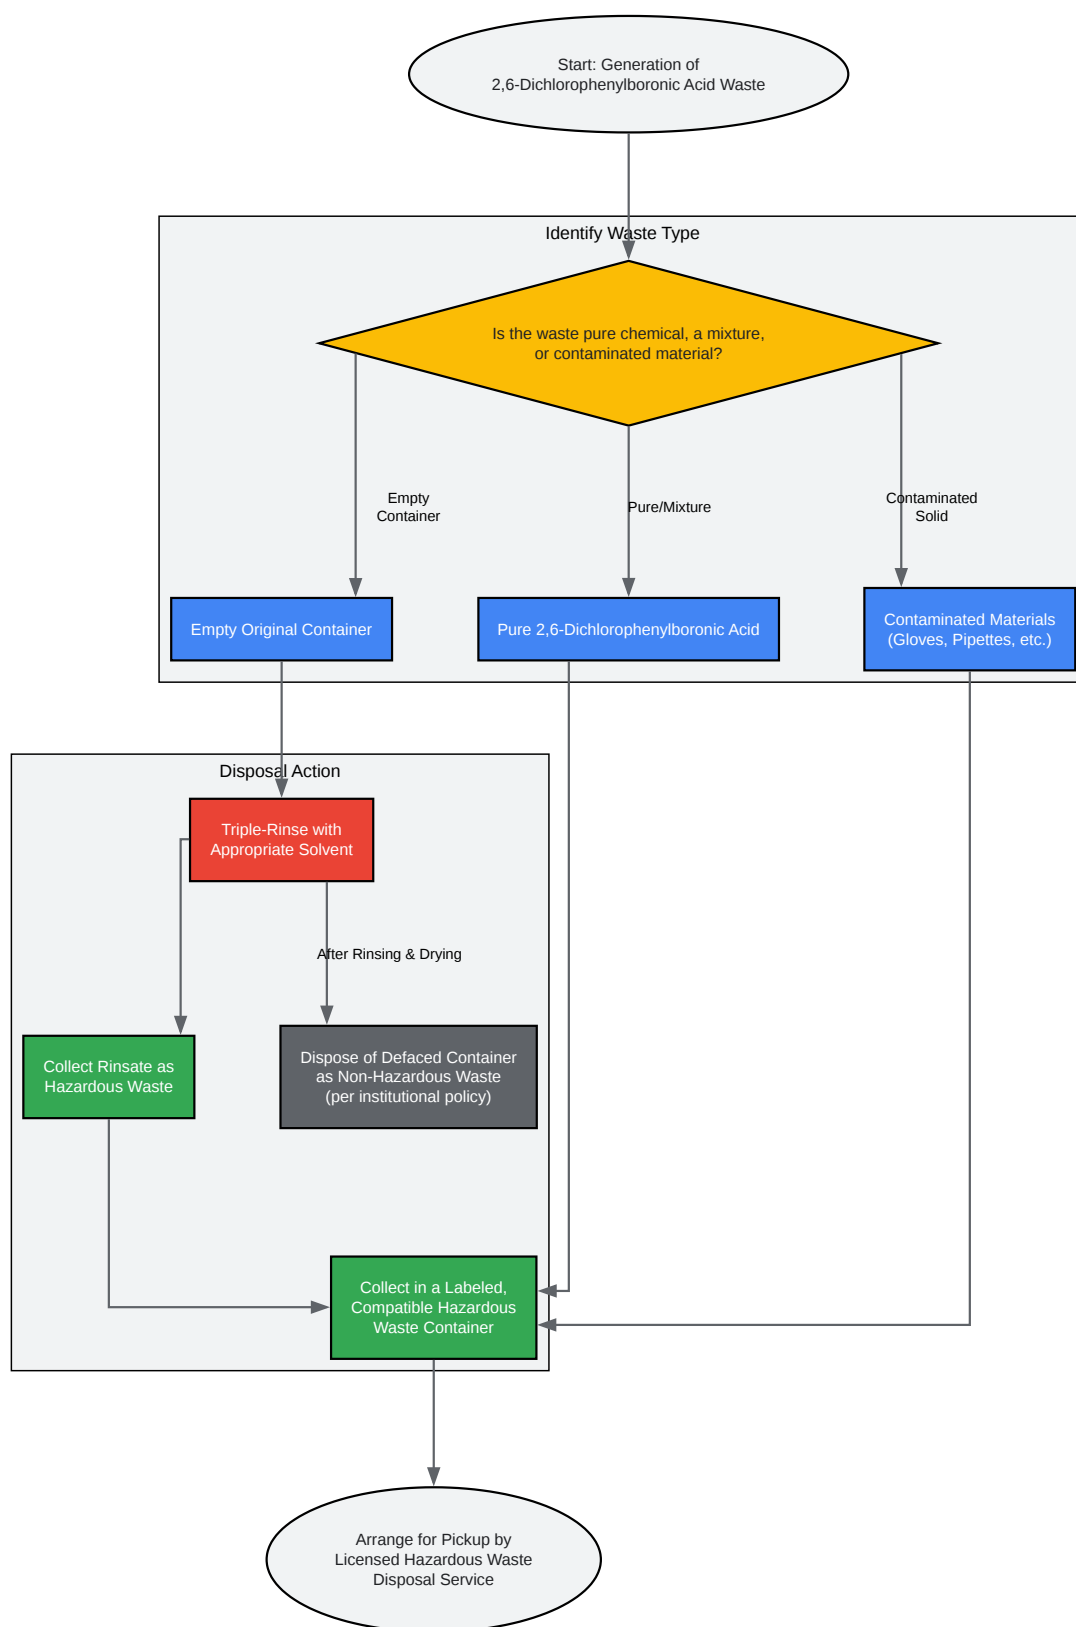 Start: Generation of
2,6-Dichlorophenylboronic Acid Waste
Identify Waste Type
Is the waste pure chemical, a mixture,
or contaminated material?
Empty
Container
Pure/Mixture
Contaminated
Solid
Empty Original Container
Pure 2,6-Dichlorophenylboronic Acid
Contaminated Materials
(Gloves, Pipettes, etc.)
Disposal Action
Triple-Rinse with
Appropriate Solvent
After Rinsing & Drying
Collect Rinsate as
Hazardous Waste
Dispose of Defaced Container
as Non-Hazardous Waste
(per institutional policy)
Collect in a Labeled,
Compatible Hazardous
Waste Container
Arrange for Pickup by
Licensed Hazardous Waste
Disposal Service